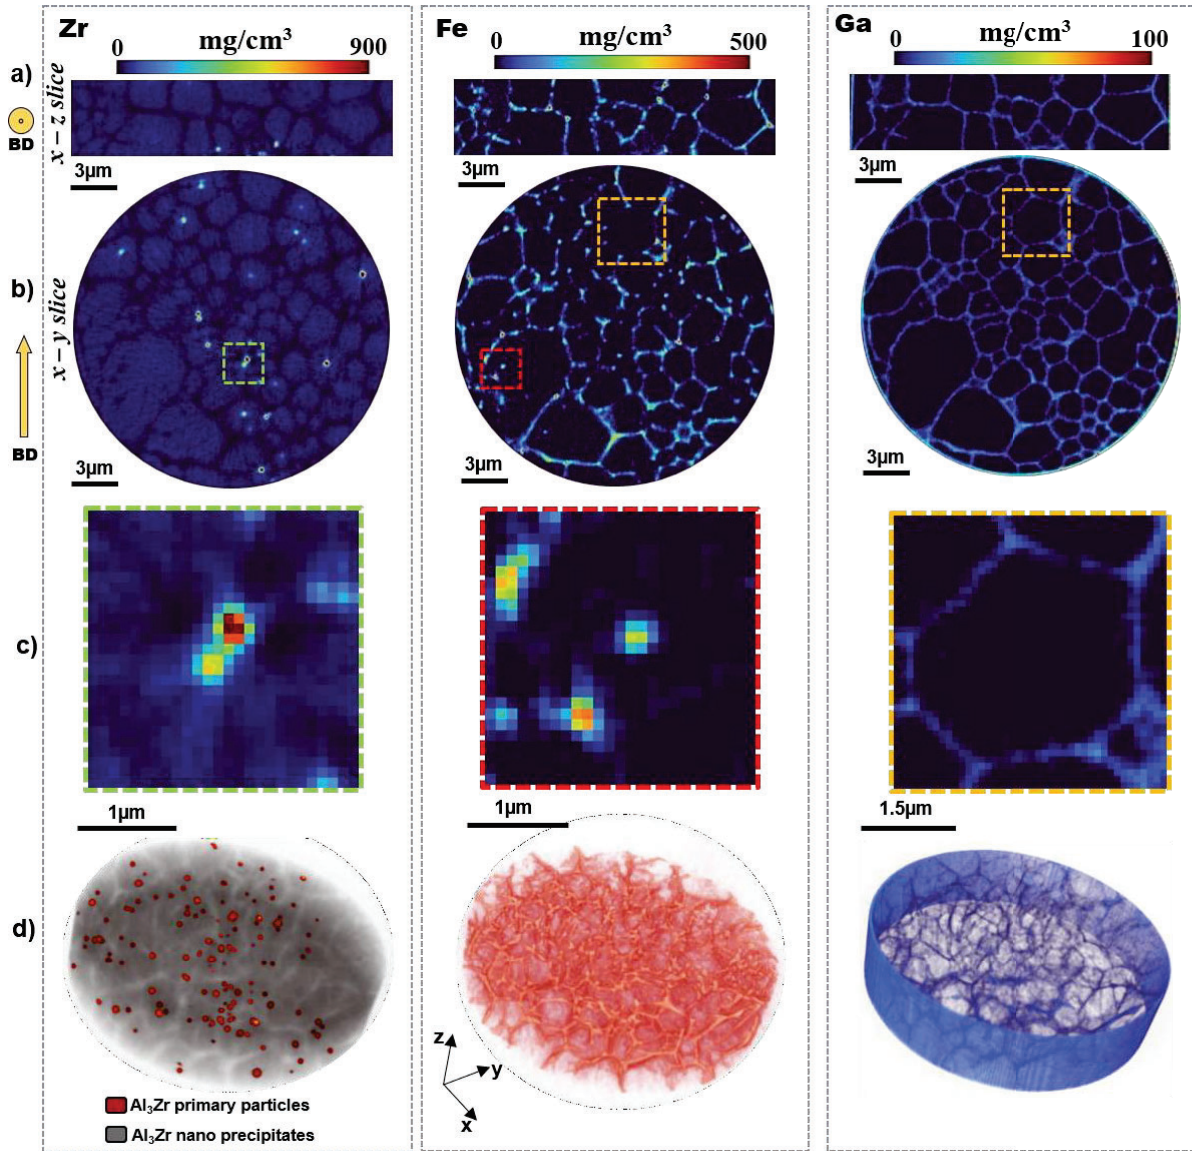 Zr
mg/cm³
0 900
Fe
mg/cm³
0 500
Ga
mg/cm³
0 100
a)
BD
x – z slice
3μm
3μm
3μm
b)
x – y slice
BD
3μm
3μm
3μm
c)
1μm
1μm
1.5μm
d)
z
y
x
Al₃Zr primary particles
Al₃Zr nano precipitates